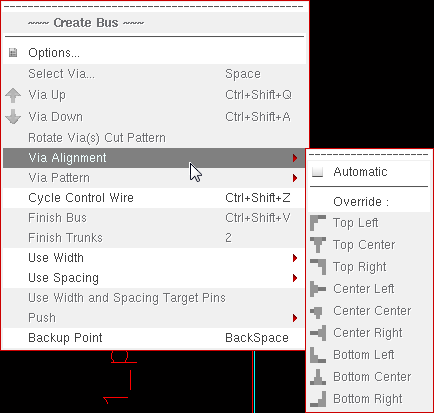 ~~~ Create Bus ~~~
Options...
Select Via... Space
Via Up Ctrl+Shift+Q
Via Down Ctrl+Shift+A
Rotate Via(s) Cut Pattern
Via Alignment
Via Pattern
Cycle Control Wire Ctrl+Shift+Z
Finish Bus Ctrl+Shift+V
Finish Trunks 2
Use Width
Use Spacing
Use Width and Spacing Target Pins
Push
Backup Point BackSpace
Automatic
Override :
Top Left
Top Center
Top Right
Center Left
Center Center
Center Right
Bottom Left
Bottom Center
Bottom Right